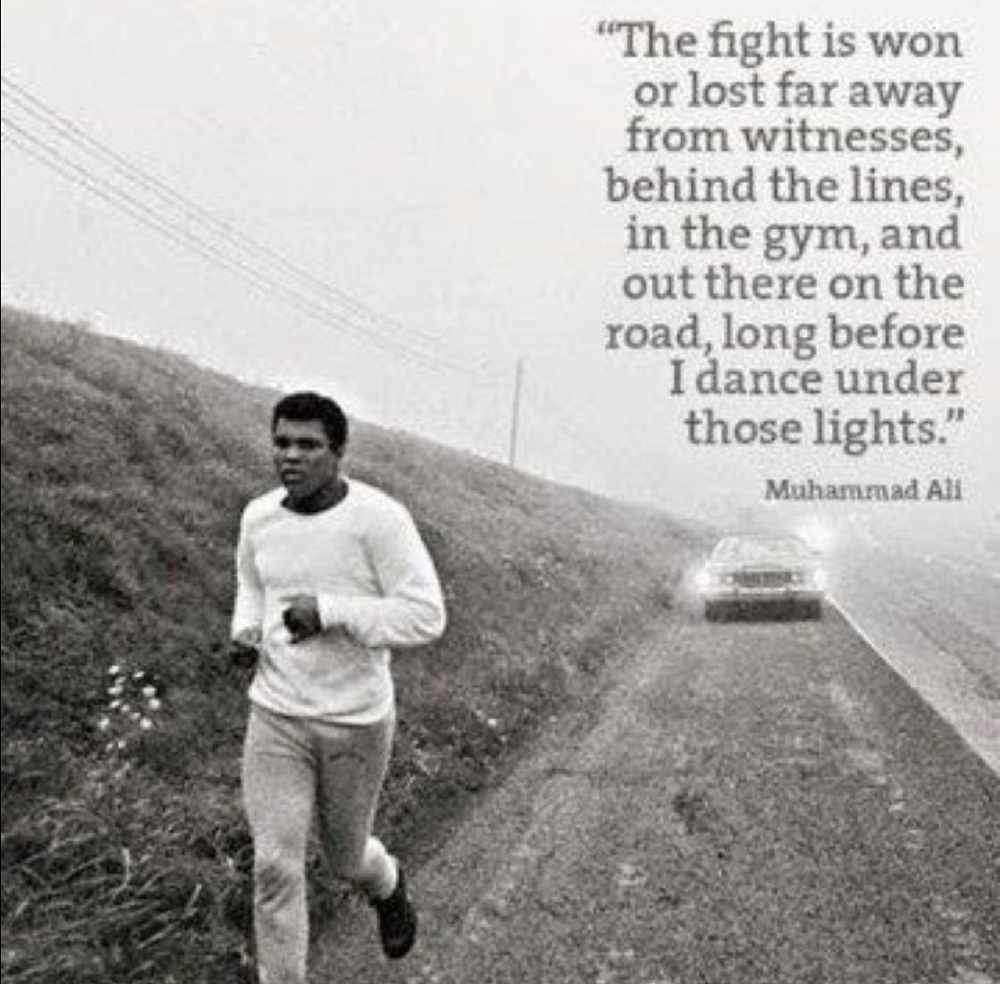 “The fight is won
or lost far away
from witnesses,
behind the lines,
in the gym, and
out there on the
road, long before
I dance under
those lights.”
Muhammad Ali